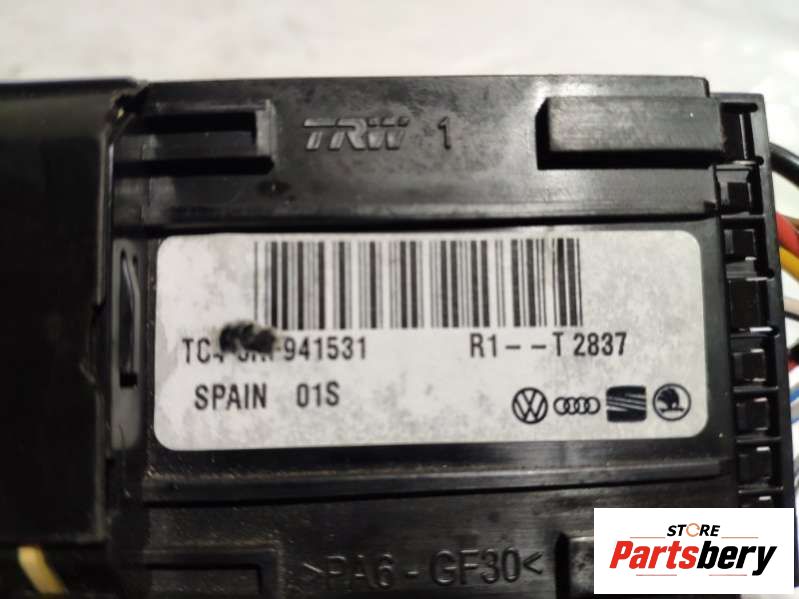 TRW 1
941531 R1--T 2837
SPAIN 01S
>PA6-GF30<
STORE
Partsbery